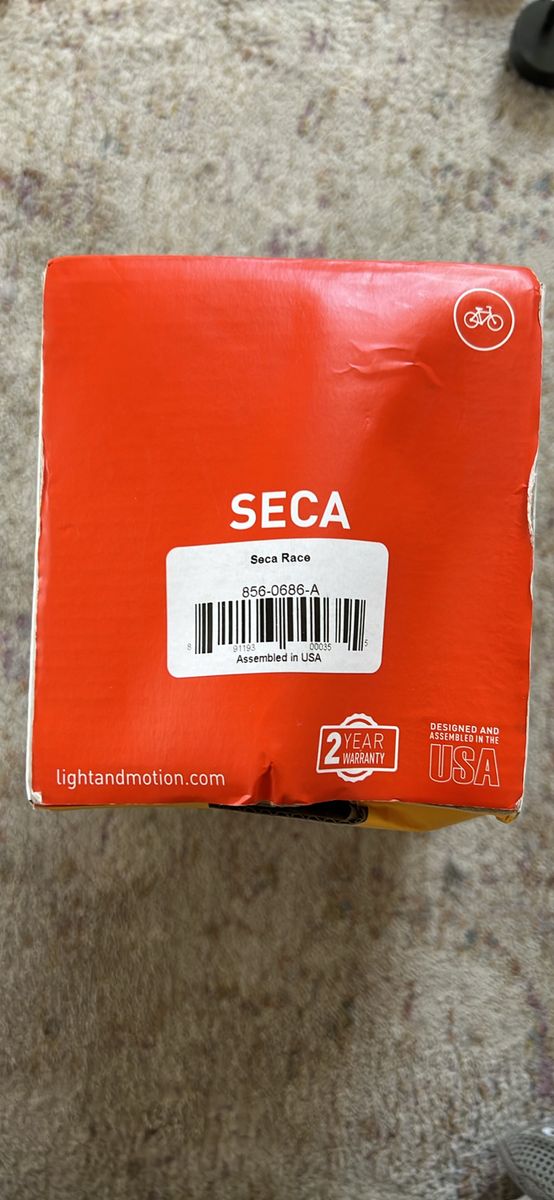 SECA
Seca Race
856-0686-A
8 91193 00035 5
Assembled in USA
2 YEAR
WARRANTY
DESIGNED AND
ASSEMBLED IN THE
USA
lightandmotion.com